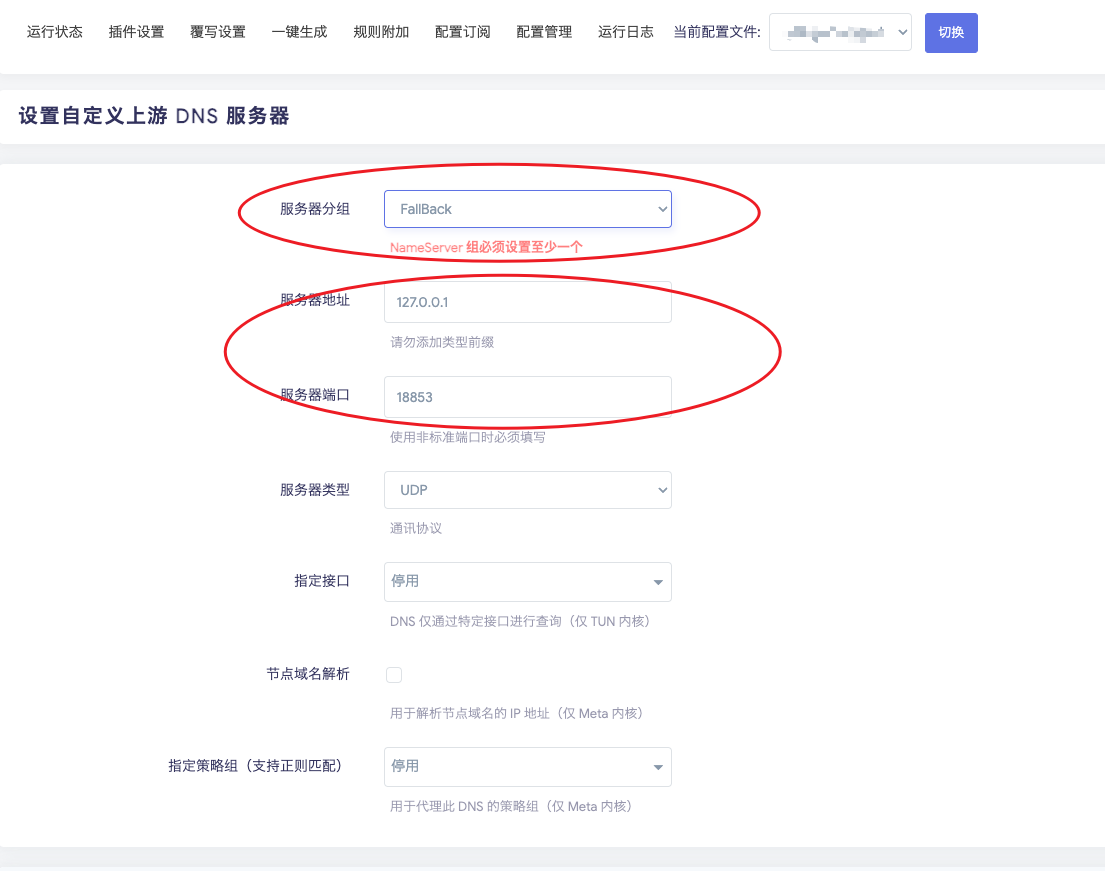 运行状态 插件设置 覆写设置 一键生成 规则附加 配置订阅 配置管理 运行日志 当前配置文件: 切换
设置自定义上游 DNS 服务器
服务器分组 FallBack
NameServer 组必须设置至少一个
服务器地址 127.0.0.1
请勿添加类型前缀
服务器端口 18853
使用非标准端口时必须填写
服务器类型 UDP
通讯协议
指定接口 停用
DNS 仅通过特定接口进行查询（仅 TUN 内核）
节点域名解析
用于解析节点域名的 IP 地址（仅 Meta 内核）
指定策略组（支持正则匹配） 停用
用于代理此 DNS 的策略组（仅 Meta 内核）